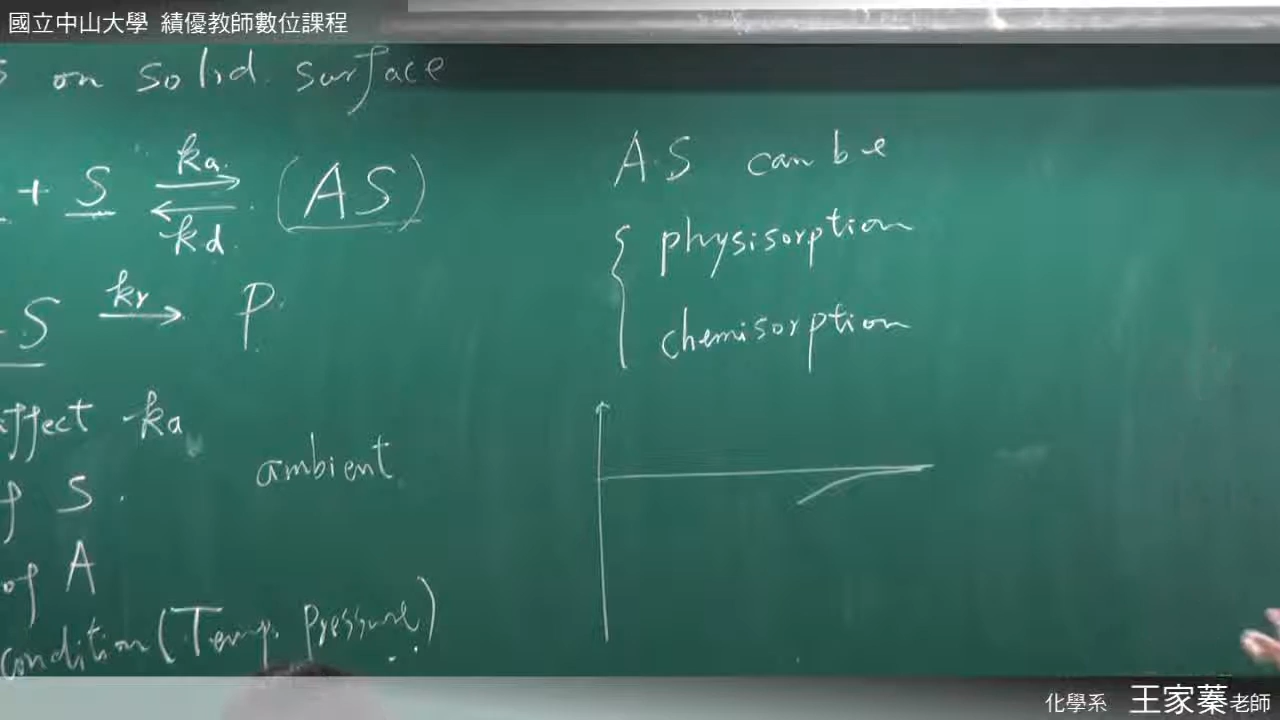 國立中山大學 績優教師數位課程
on solid surface
+ S ka. (AS)
kd.
S kr P.
affect ka
ambient
of S.
of A
condition (Temp. Pressure)
A.S can be
physisorption
chemisorption
化學系 王家蓁老師